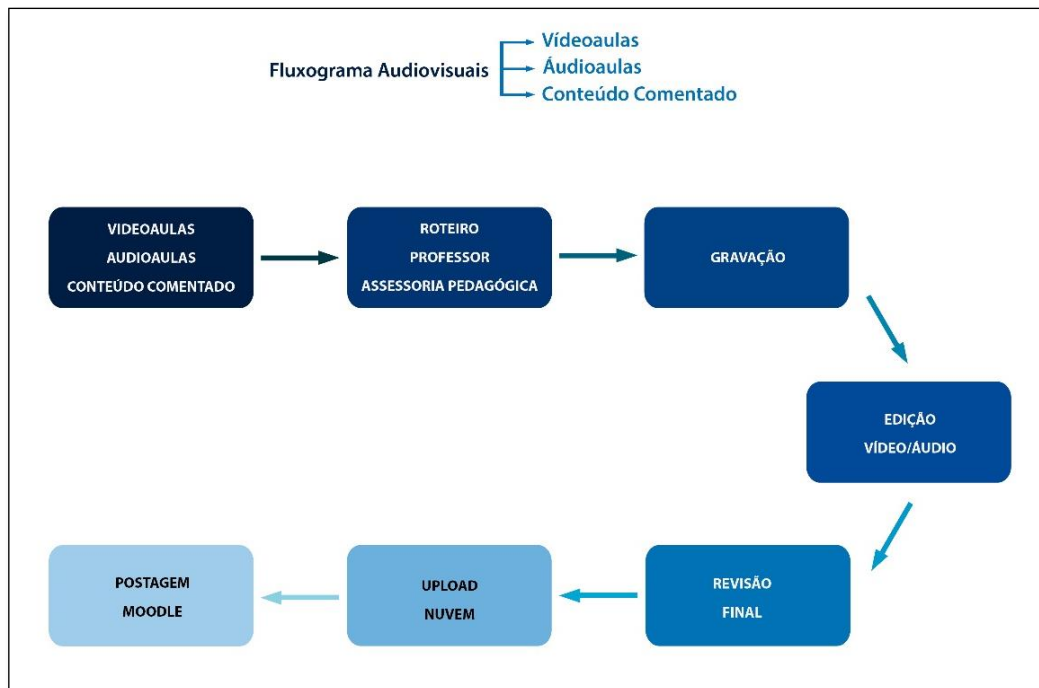 Fluxograma Audiovisuais
Vídeoaulas
Áudioaulas
Conteúdo Comentado
VIDEOAULAS
AUDIOAULAS
CONTEÚDO COMENTADO
ROTEIRO
PROFESSOR
ASSESSORIA PEDAGÓGICA
GRAVAÇÃO
EDIÇÃO
VÍDEO/ÁUDIO
REVISÃO
FINAL
UPLOAD
NUVEM
POSTAGEM
MOODLE